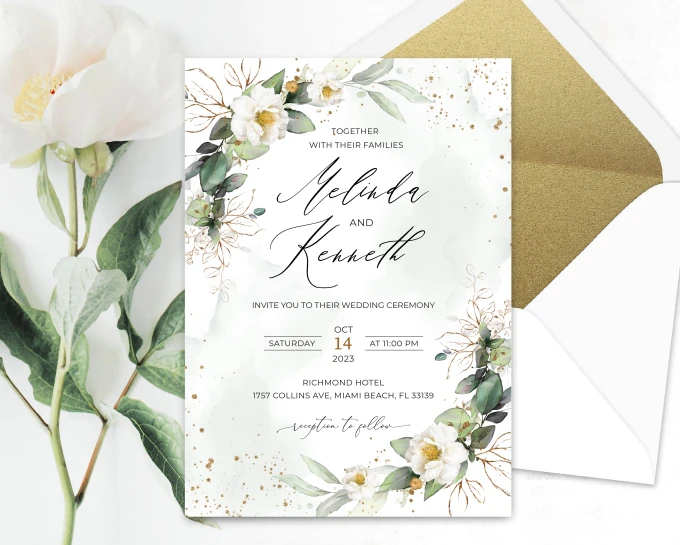 TOGETHER
WITH THEIR FAMILIES
Melinda
AND
Kenneth
INVITE YOU TO THEIR WEDDING CEREMONY
OCT
SATURDAY 14 AT 11:00 PM
2023
RICHMOND HOTEL
1757 COLLINS AVE, MIAMI BEACH, FL 33139
reception to follow